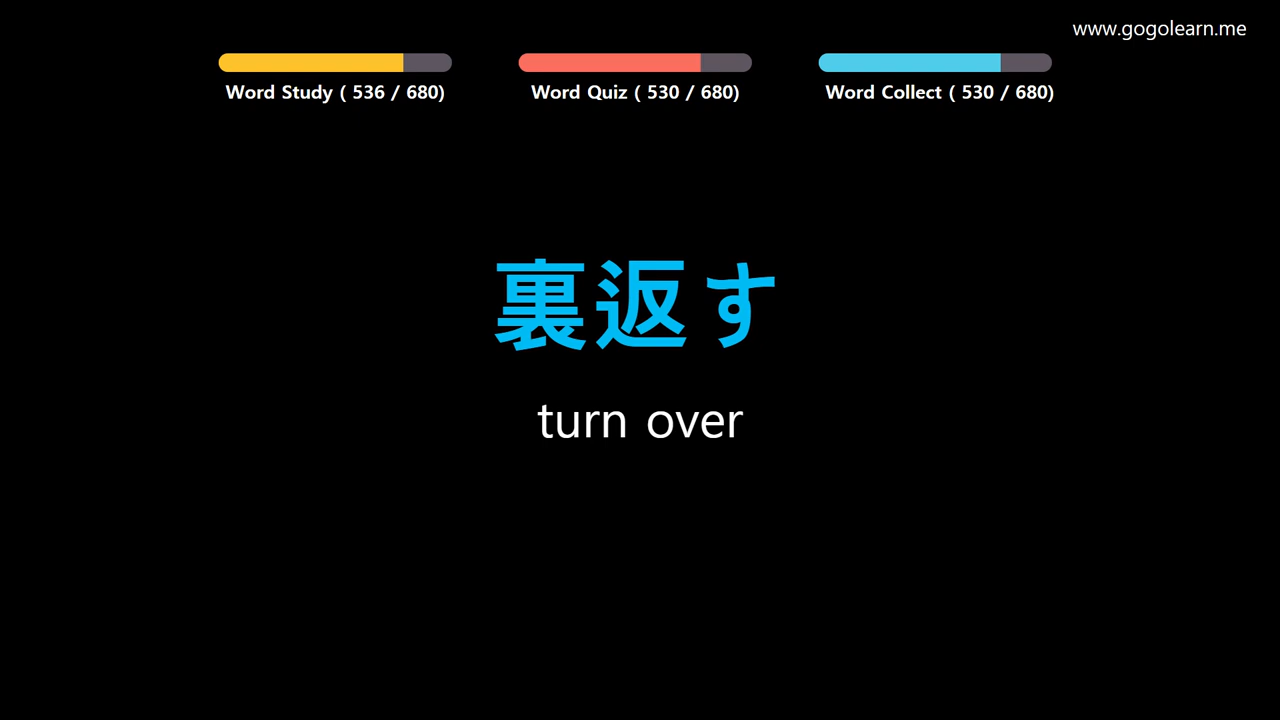 www.gogolearn.me
Word Study ( 536 / 680)
Word Quiz ( 530 / 680)
Word Collect ( 530 / 680)
裏返す
turn over